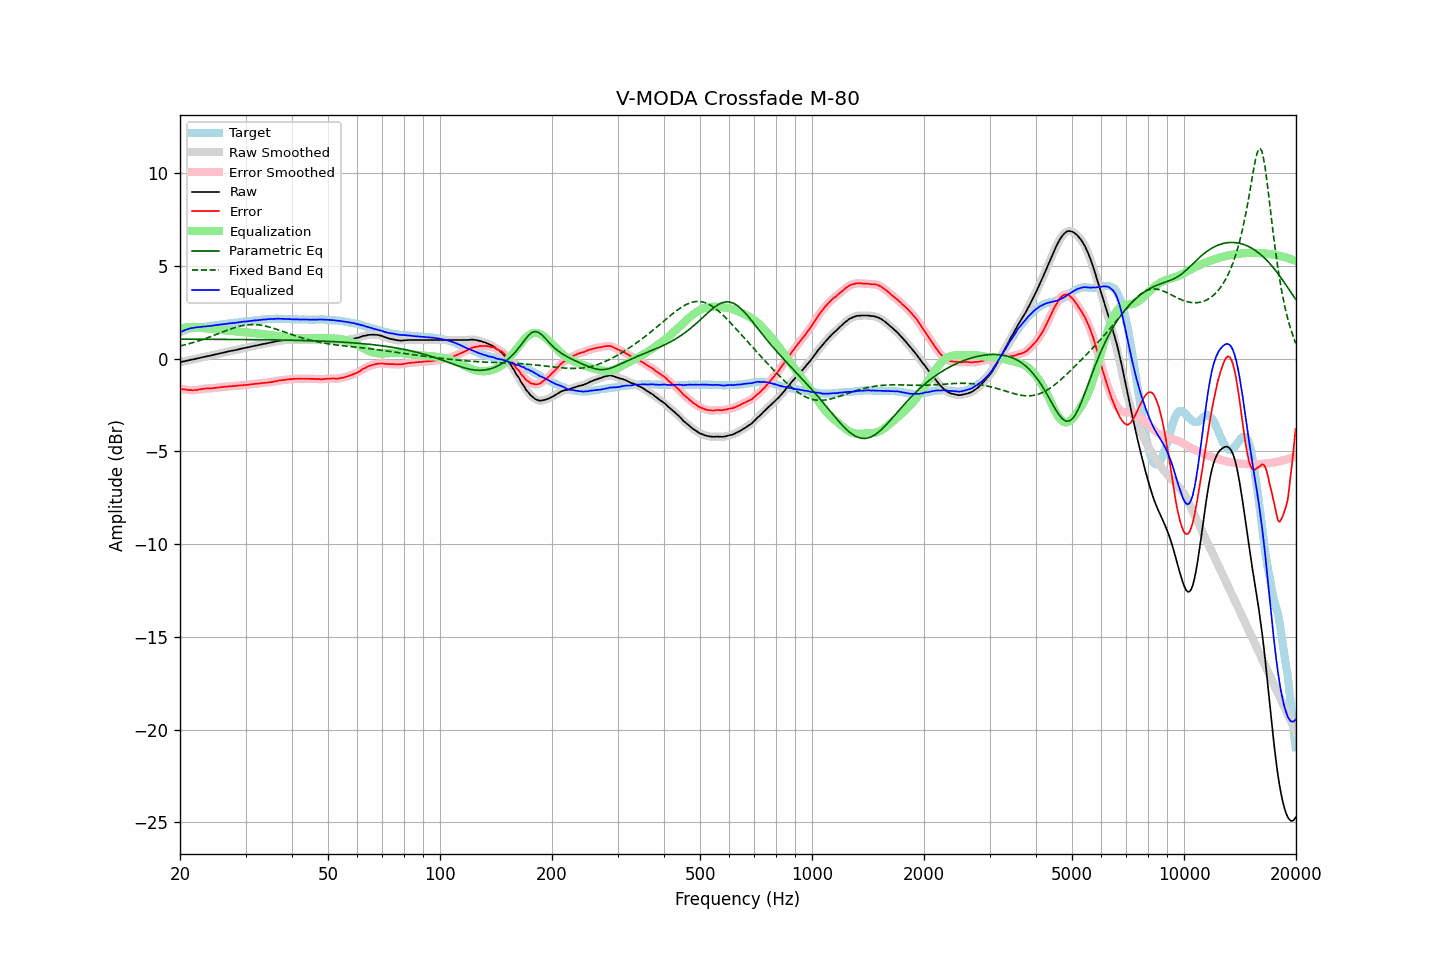 V-MODA Crossfade M-80
Target
Raw Smoothed
Error Smoothed
Raw
Error
Equalization
Parametric Eq
Fixed Band Eq
Equalized
10
5
0
−5
−10
−15
−20
−25
Amplitude (dBr)
20 50 100 200 500 1000 2000 5000 10000 20000
Frequency (Hz)